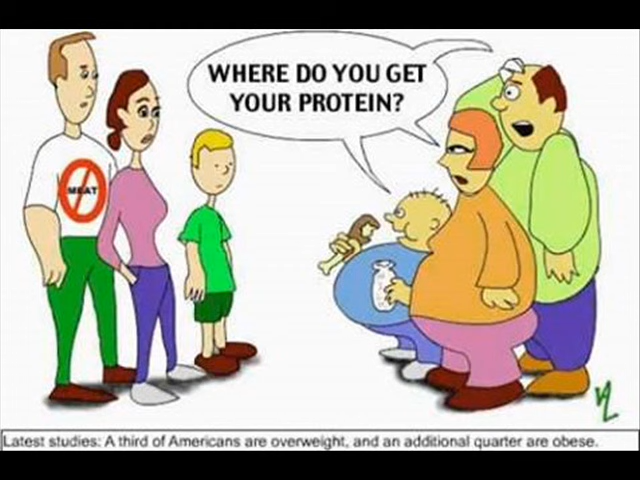 WHERE DO YOU GET
YOUR PROTEIN?
MEAT
Latest studies: A third of Americans are overweight, and an additional quarter are obese.